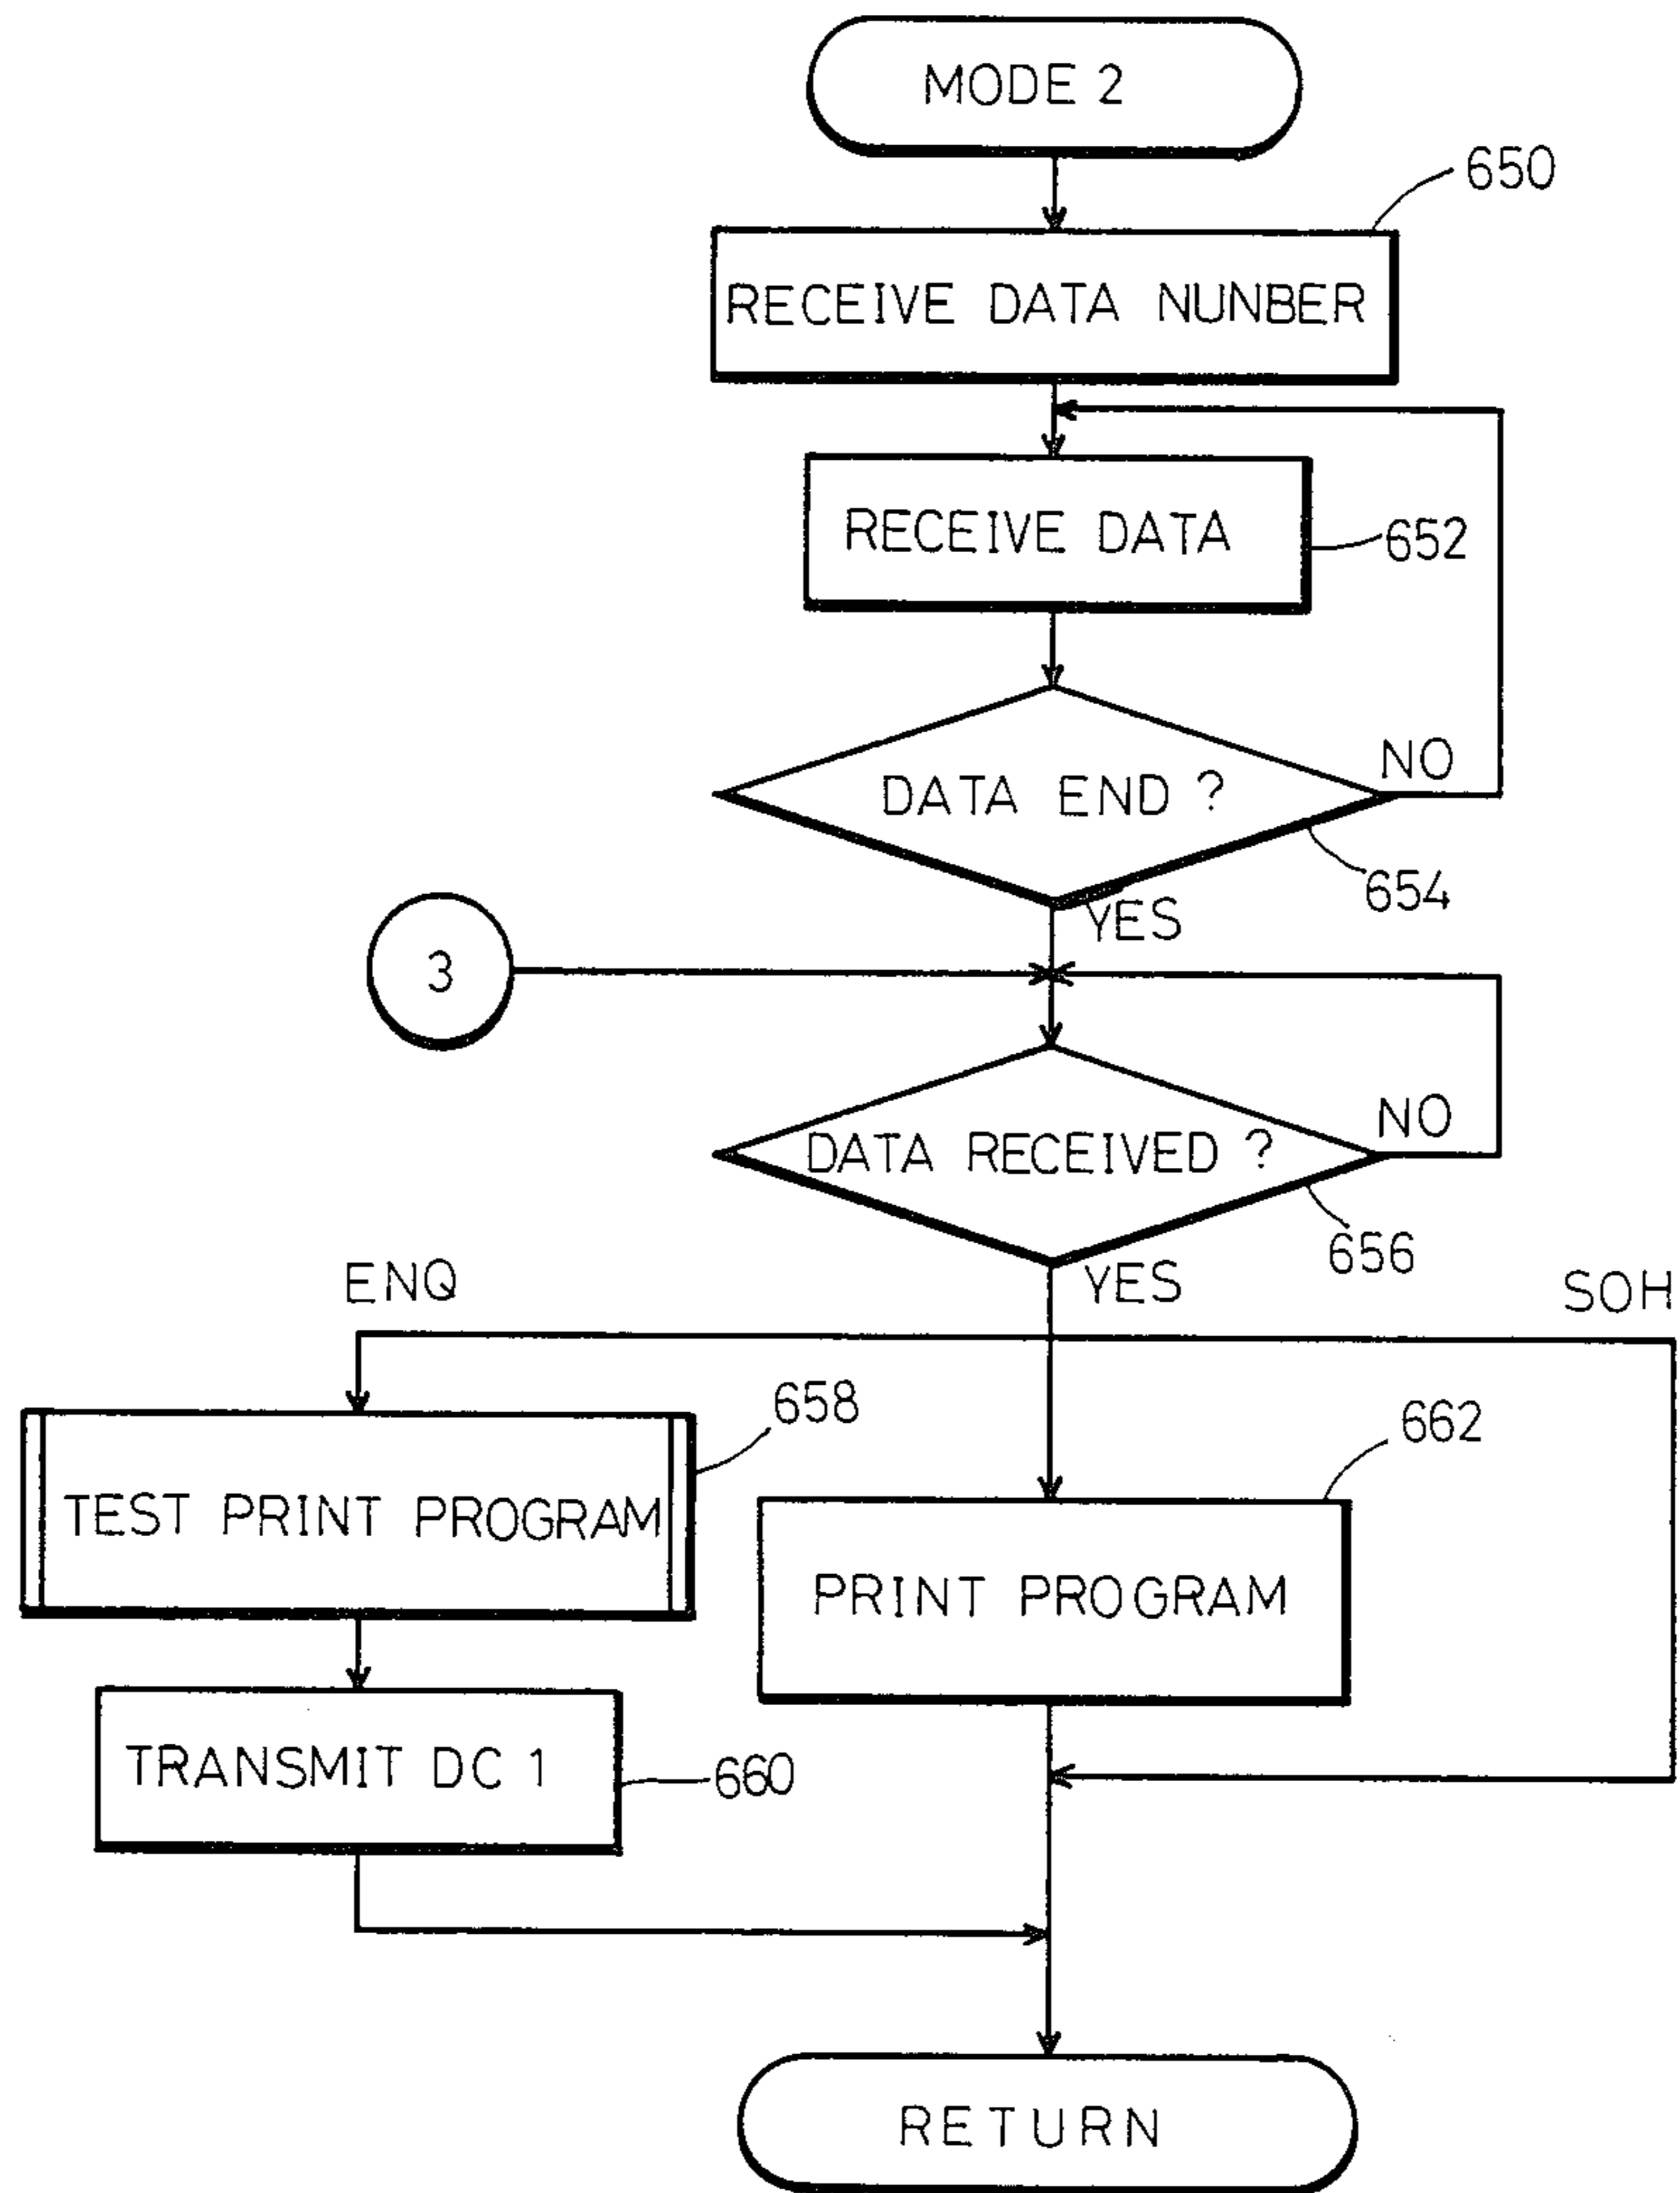 MODE 2
650
RECEIVE DATA NUNBER
RECEIVE DATA
652
DATA END ?
NO
654
YES
3
DATA RECEIVED ?
NO
656
YES
ENQ
SOH
658
662
TEST PRINT PROGRAM
PRINT PROGRAM
TRANSMIT DC 1
660
RETURN